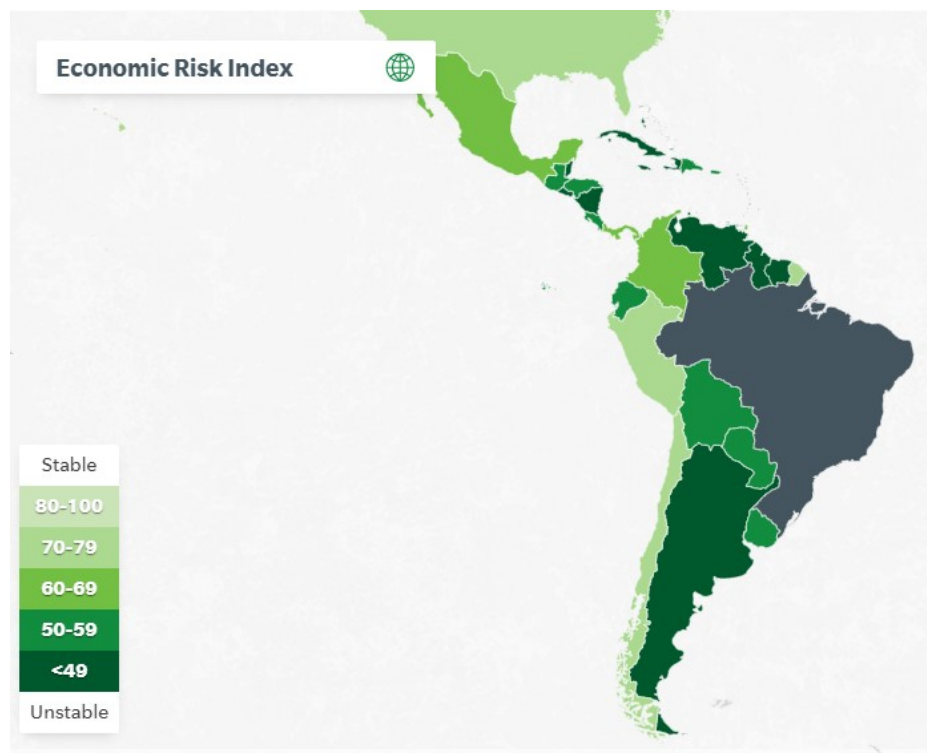 Economic Risk Index
Stable
80-100
70-79
60-69
50-59
<49
Unstable